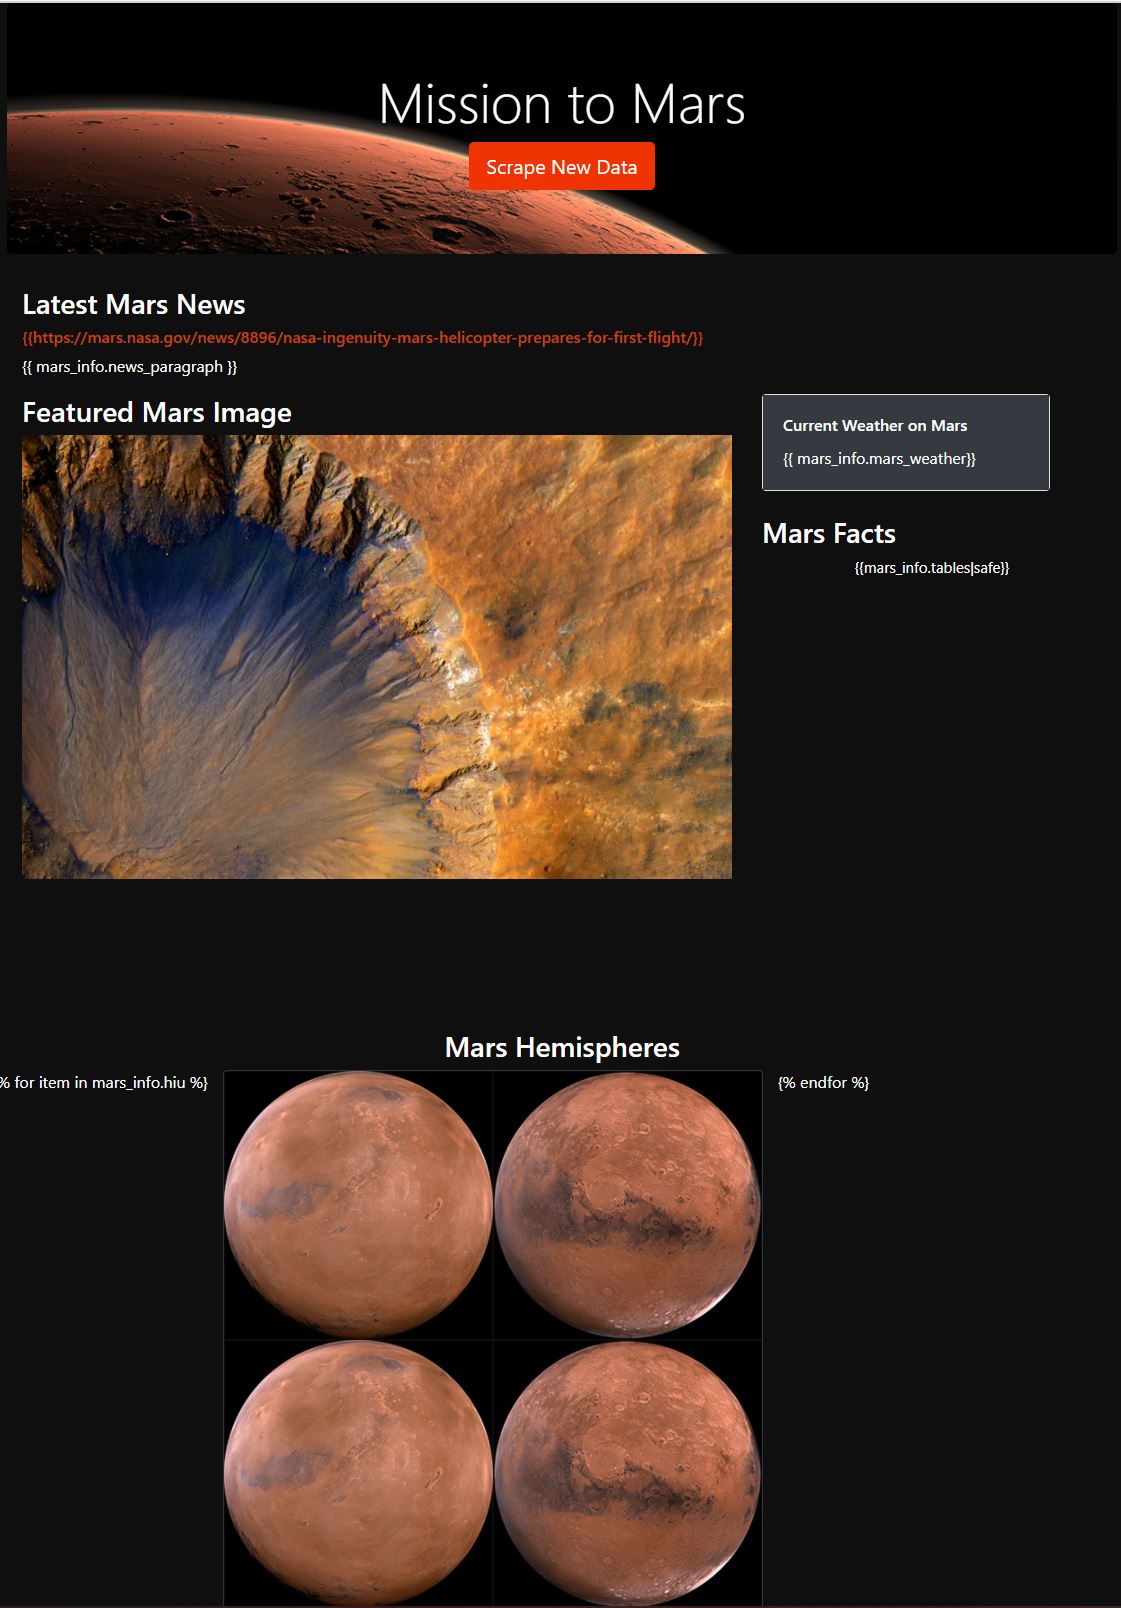 Mission to Mars
Scrape New Data
Latest Mars News
{{https://mars.nasa.gov/news/8896/nasa-ingenuity-mars-helicopter-prepares-for-first-flight/}}
{{ mars_info.news_paragraph }}
Featured Mars Image
Current Weather on Mars
{{ mars_info.mars_weather}}
Mars Facts
{{mars_info.tables|safe}}
Mars Hemispheres
% for item in mars_info.hiu %}
{% endfor %}